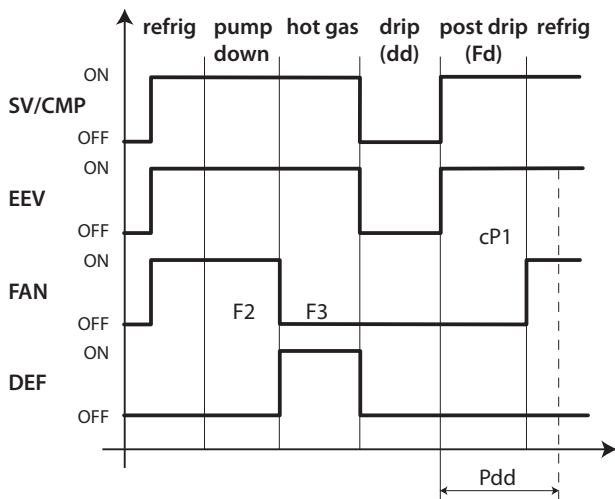 refrig pump down hot gas drip (dd) post drip (Fd) refrig
ON
SV/CMP
OFF
ON
EEV
OFF
cP1
ON
FAN
F2 F3
OFF
ON
DEF
OFF
Pdd